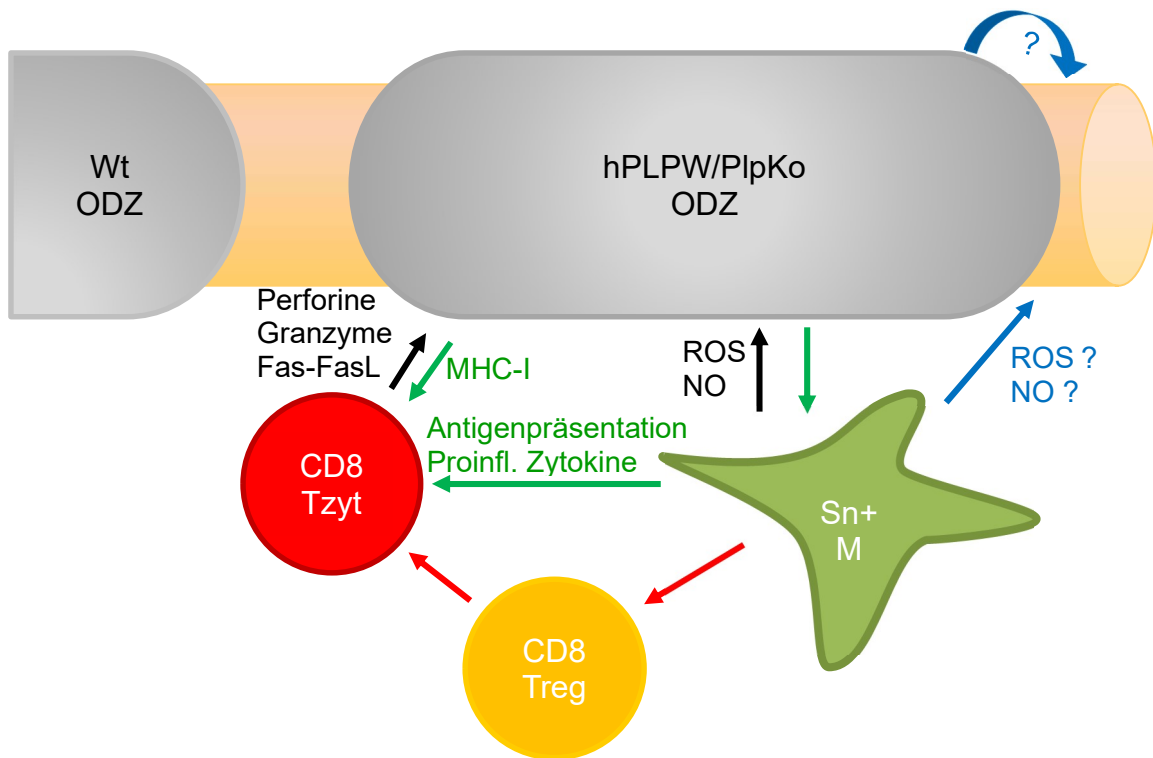 ?
Wt
ODZ
hPLPW/PlpKo
ODZ
Perforine
Granzyme
Fas-FasL
MHC-I
ROS
NO
ROS ?
NO ?
Antigenpräsentation
Proinfl. Zytokine
CD8
Tzyt
Sn+
M
CD8
Treg